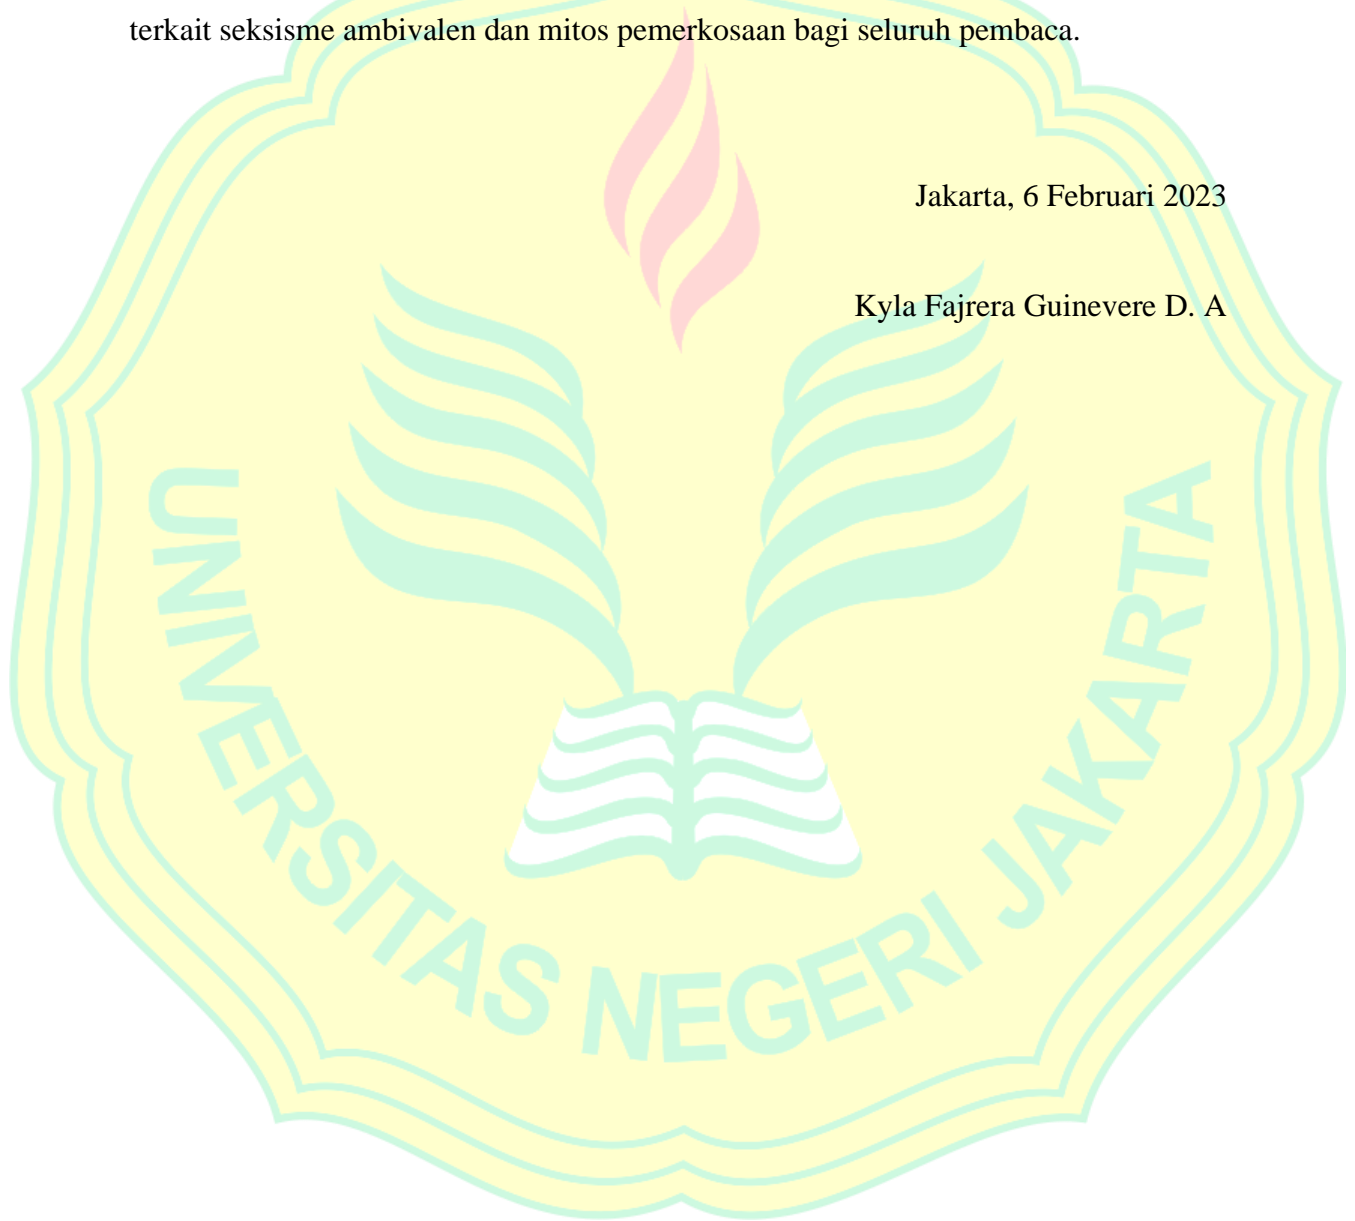 terkait seksisme ambivalen dan mitos pemerkosaan bagi seluruh pembaca.
Jakarta, 6 Februari 2023
Kyla Fajrera Guinevere D. A
UNIVERSITAS NEGERI JAKARTA